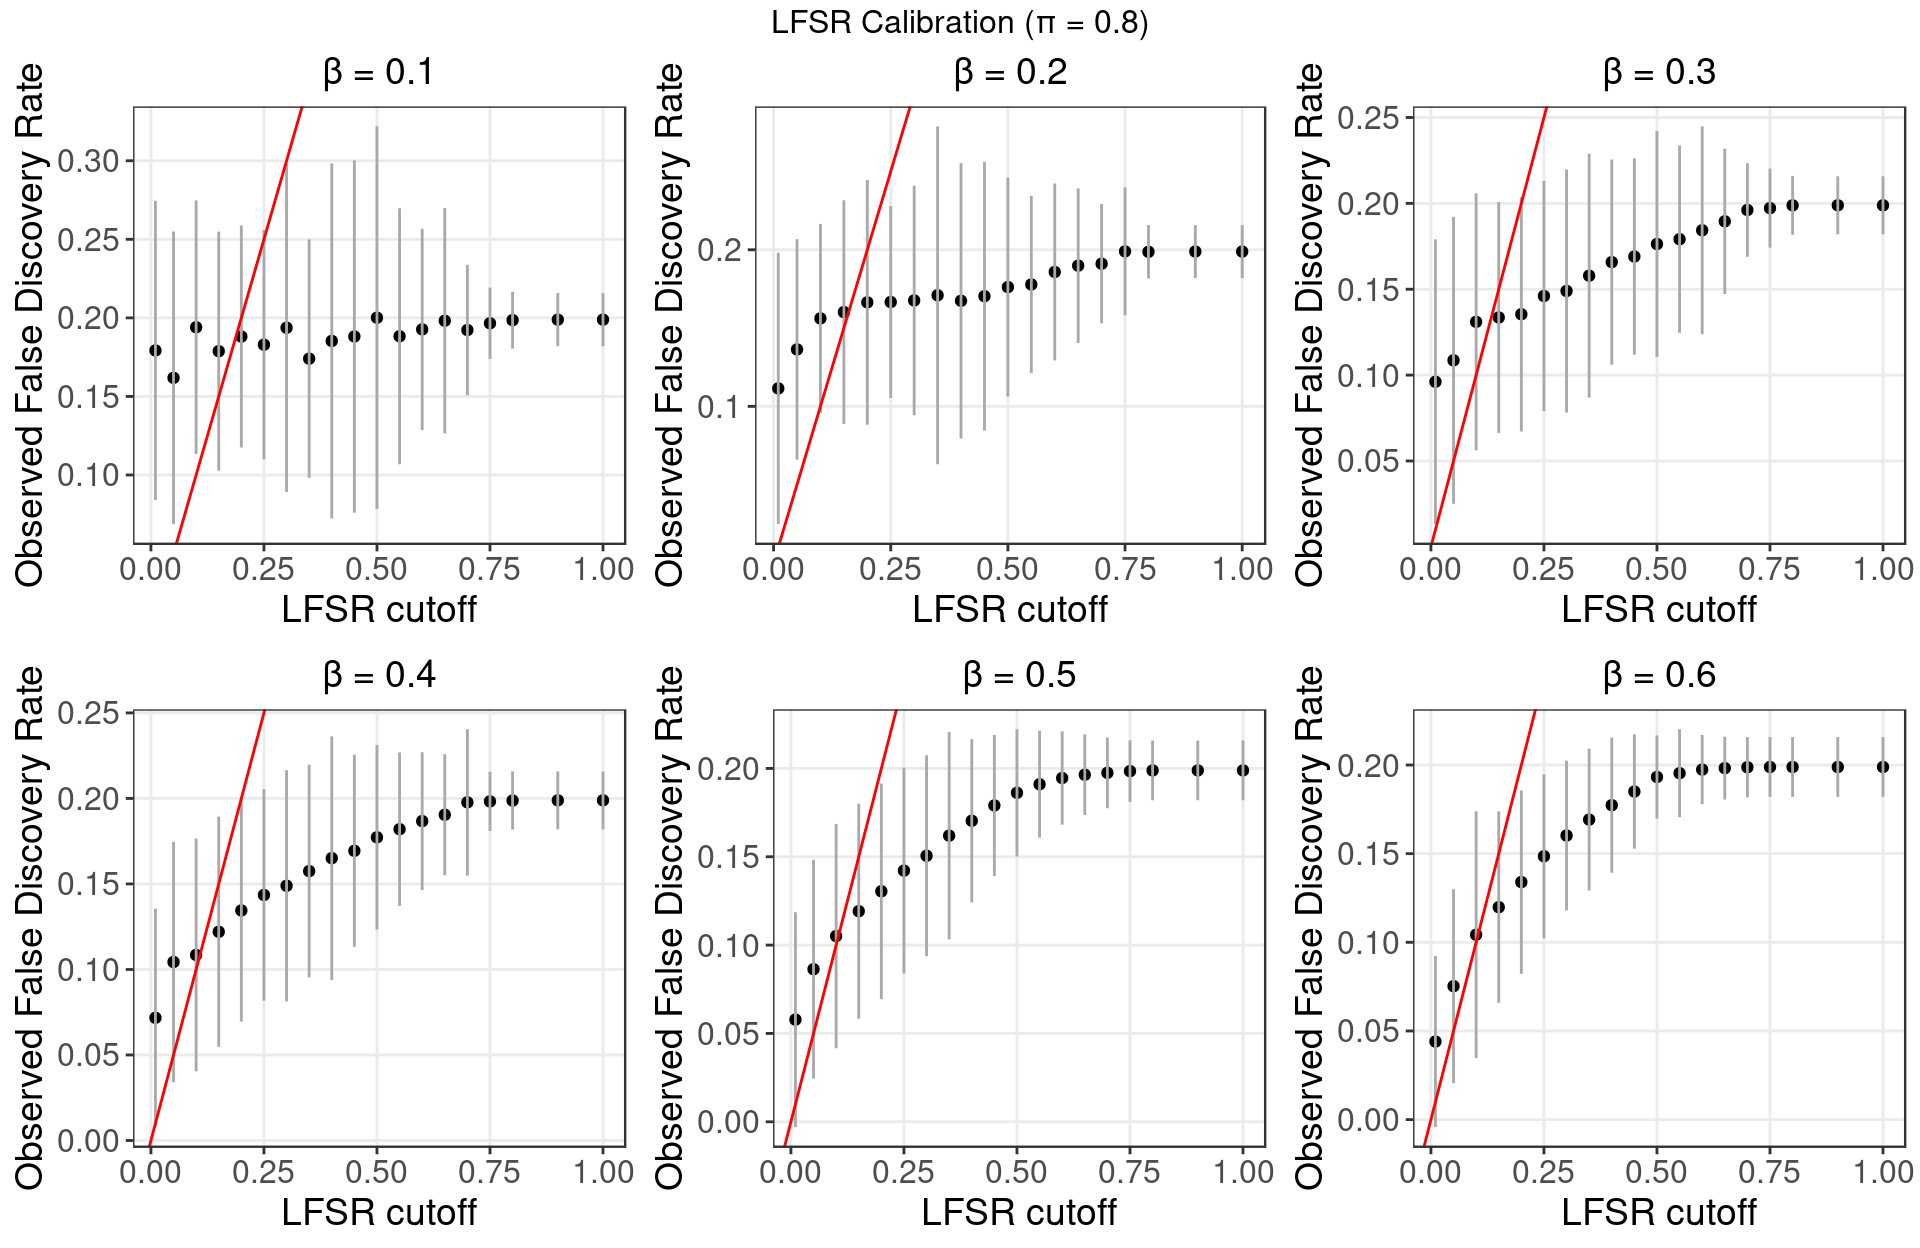 LFSR Calibration (π = 0.8)
β = 0.1
Observed False Discovery Rate
0.30
0.25
0.20
0.15
0.10
0.00 0.25 0.50 0.75 1.00
LFSR cutoff
β = 0.2
Observed False Discovery Rate
0.2
0.1
0.00 0.25 0.50 0.75 1.00
LFSR cutoff
β = 0.3
Observed False Discovery Rate
0.25
0.20
0.15
0.10
0.05
0.00 0.25 0.50 0.75 1.00
LFSR cutoff
β = 0.4
Observed False Discovery Rate
0.25
0.20
0.15
0.10
0.05
0.00
0.00 0.25 0.50 0.75 1.00
LFSR cutoff
β = 0.5
Observed False Discovery Rate
0.20
0.15
0.10
0.05
0.00
0.00 0.25 0.50 0.75 1.00
LFSR cutoff
β = 0.6
Observed False Discovery Rate
0.20
0.15
0.10
0.05
0.00
0.00 0.25 0.50 0.75 1.00
LFSR cutoff